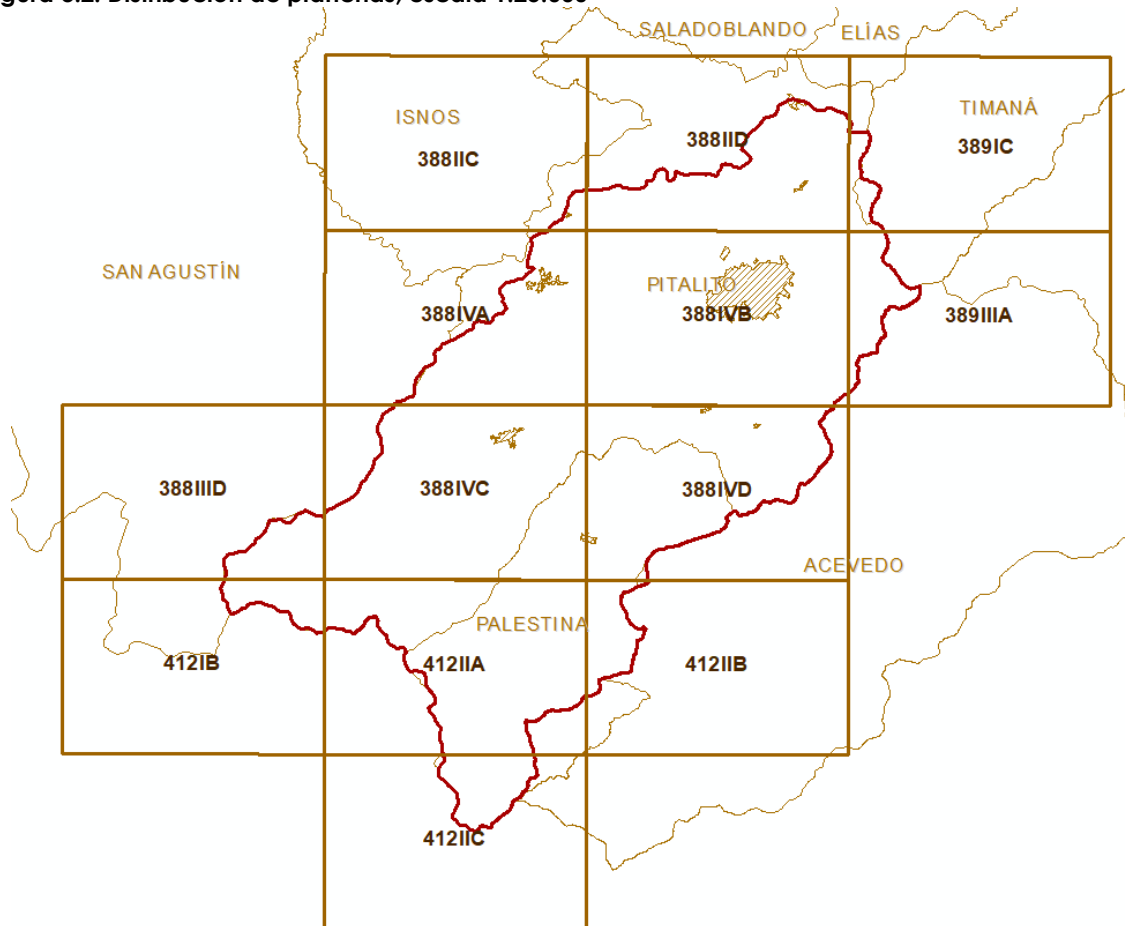 SALADOBLANDO
ELÍAS
ISNOS
TIMANÁ
388IIC
388IID
389IC
SAN AGUSTÍN
PITALITO
388IVA
388IVB
389IIIA
388IIID
388IVC
388IVD
ACEVEDO
PALESTINA
412IB
412IIA
412IIB
412IIC